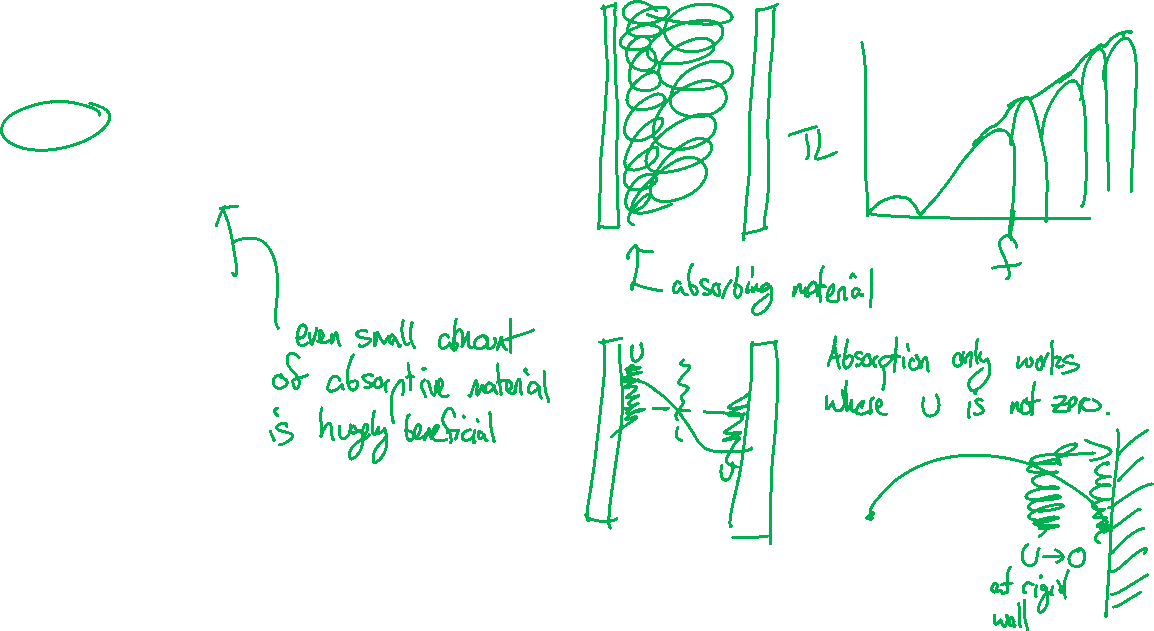 TL
f
absorbing material
even small amount
of absorptive material
is hugely beneficial
U
U
Absorption only works
where U is not zero.
U→0
at rigid
wall